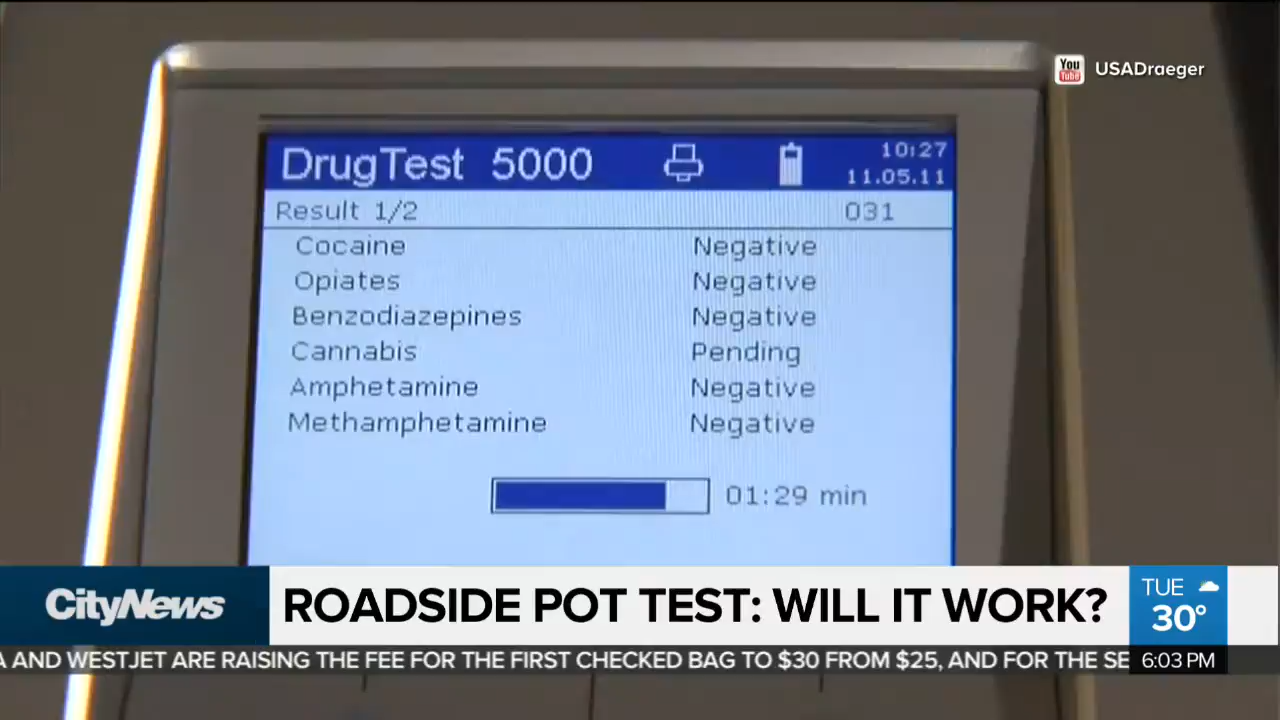 You Tube USADraeger
DrugTest 5000 10:27
11.05.11
Result 1/2 031
Cocaine Negative
Opiates Negative
Benzodiazepines Negative
Cannabis Pending
Amphetamine Negative
Methamphetamine Negative
01:29 min
CityNews ROADSIDE POT TEST: WILL IT WORK? TUE 30°
A AND WESTJET ARE RAISING THE FEE FOR THE FIRST CHECKED BAG TO $30 FROM $25, AND FOR THE SE 6:03 PM